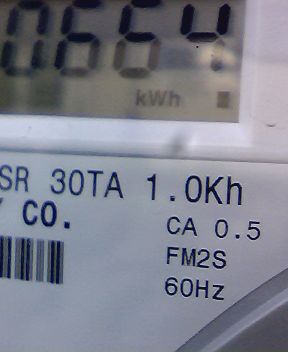 0664
kWh
SR 30TA 1.0Kh
Y CO.
CA 0.5
FM2S
60Hz